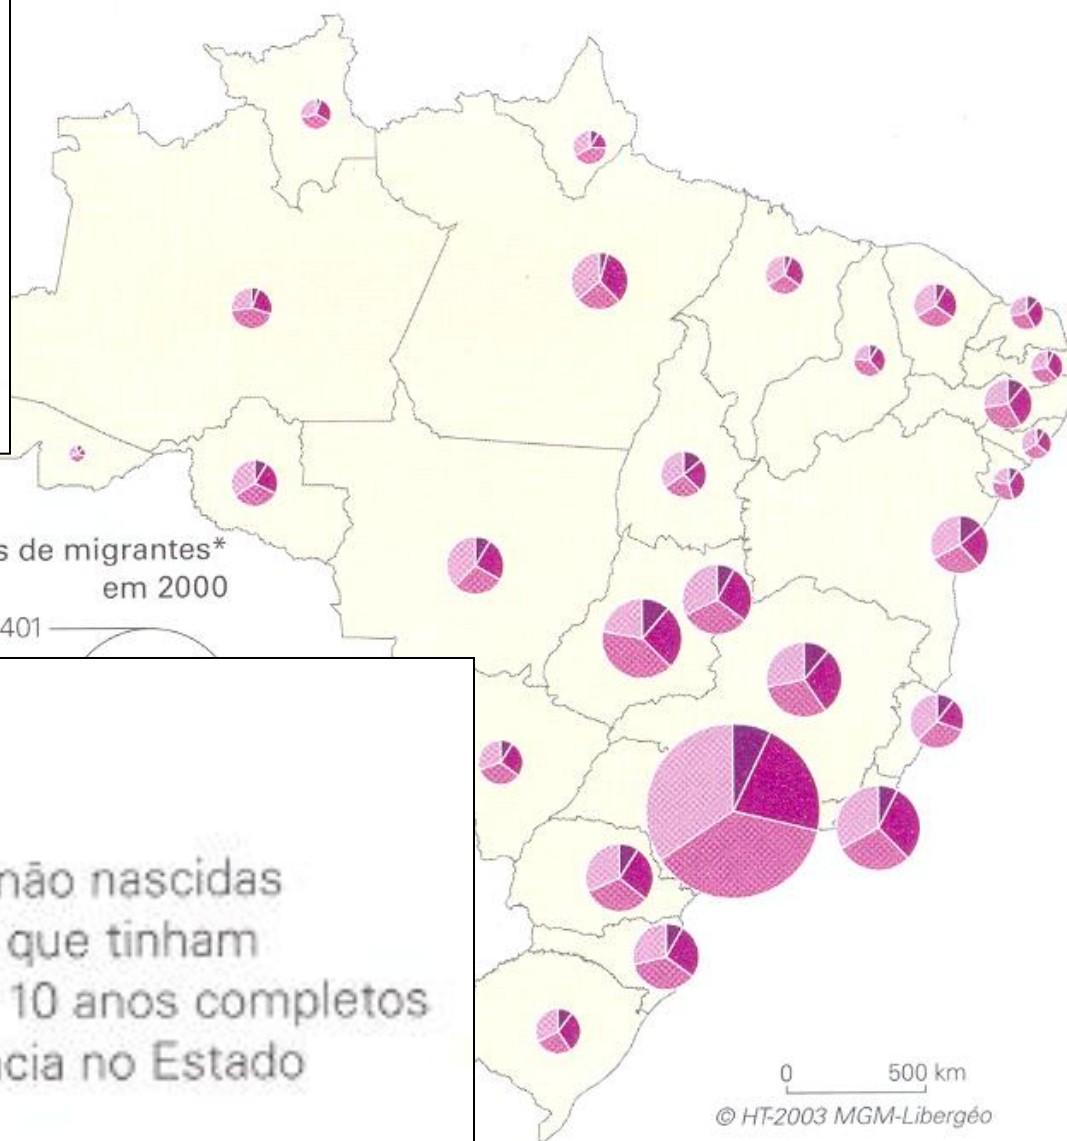 s de migrantes*
em 2000
401
não nascidas
que tinham
10 anos completos
ncia no Estado
0 500 km
© HT-2003 MGM-Libergéo